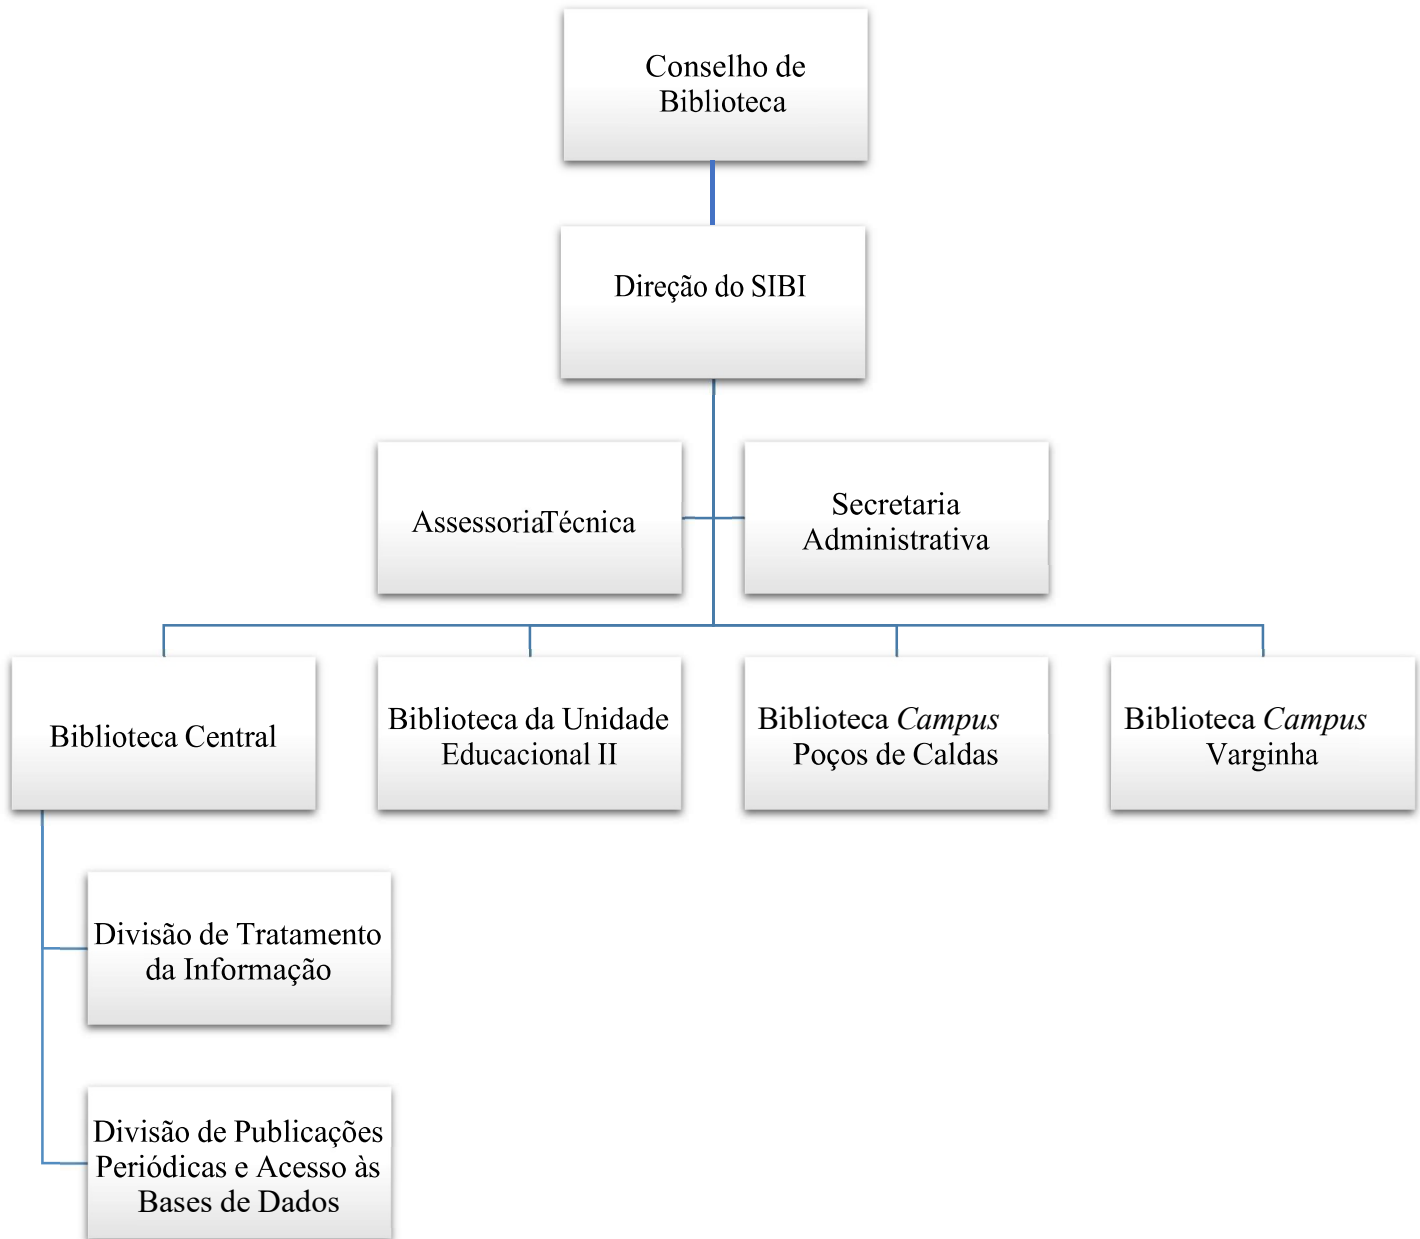 Conselho de
Biblioteca
Direção do SIBI
AssessoriaTécnica
Secretaria
Administrativa
Biblioteca Central
Biblioteca da Unidade
Educacional II
Biblioteca Campus
Poços de Caldas
Biblioteca Campus
Varginha
Divisão de Tratamento
da Informação
Divisão de Publicações
Periódicas e Acesso às
Bases de Dados